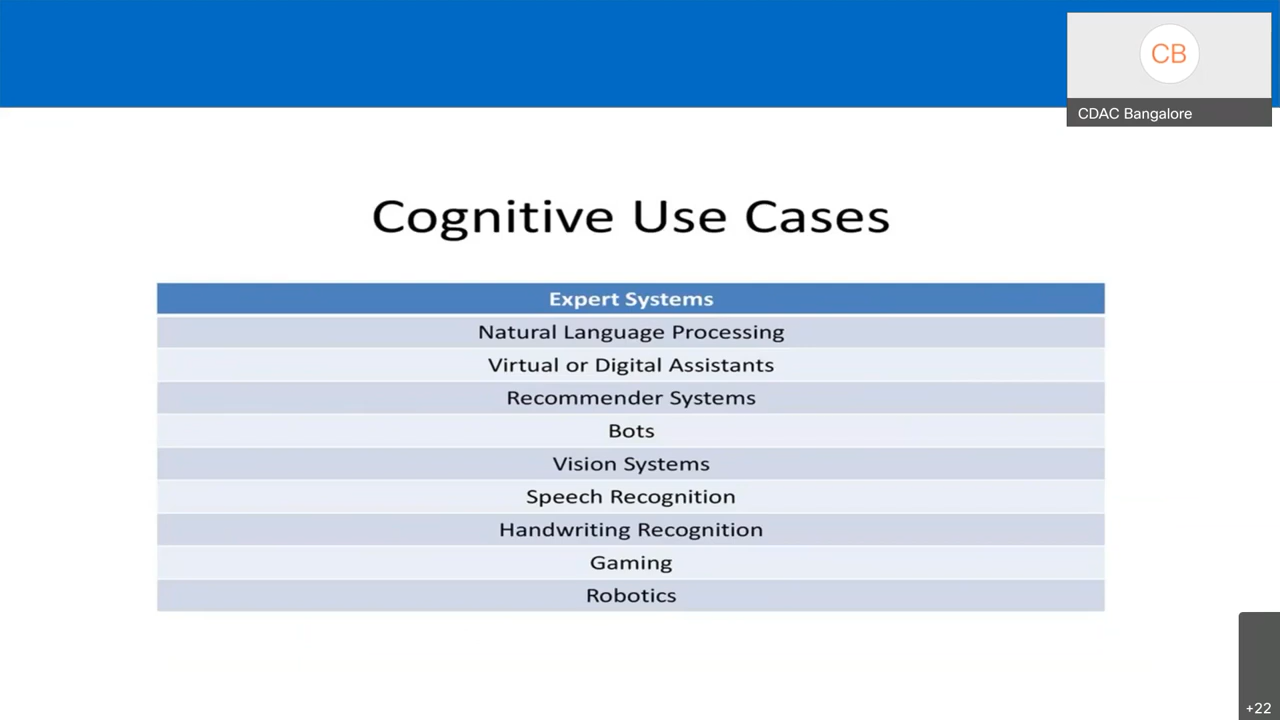 CB
CDAC Bangalore
Cognitive Use Cases
Expert Systems
Natural Language Processing
Virtual or Digital Assistants
Recommender Systems
Bots
Vision Systems
Speech Recognition
Handwriting Recognition
Gaming
Robotics
+22